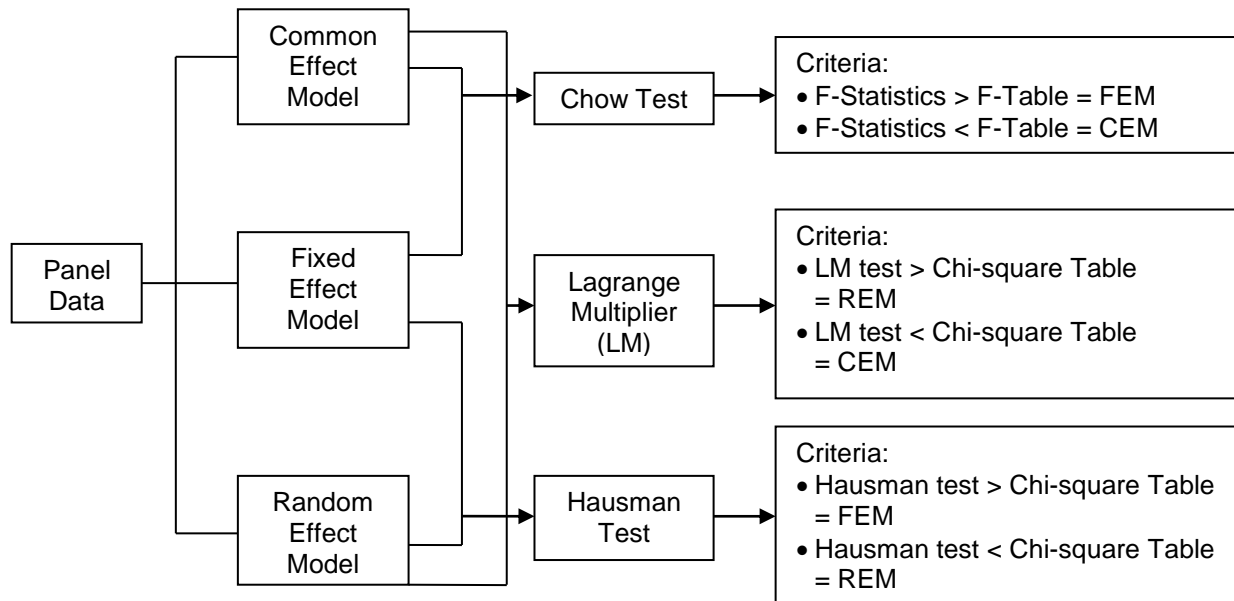 Panel
Data
Common
Effect
Model
Fixed
Effect
Model
Random
Effect
Model
Chow Test
Lagrange
Multiplier
(LM)
Hausman
Test
Criteria:
• F-Statistics > F-Table = FEM
• F-Statistics < F-Table = CEM
Criteria:
• LM test > Chi-square Table
= REM
• LM test < Chi-square Table
= CEM
Criteria:
• Hausman test > Chi-square Table
= FEM
• Hausman test < Chi-square Table
= REM